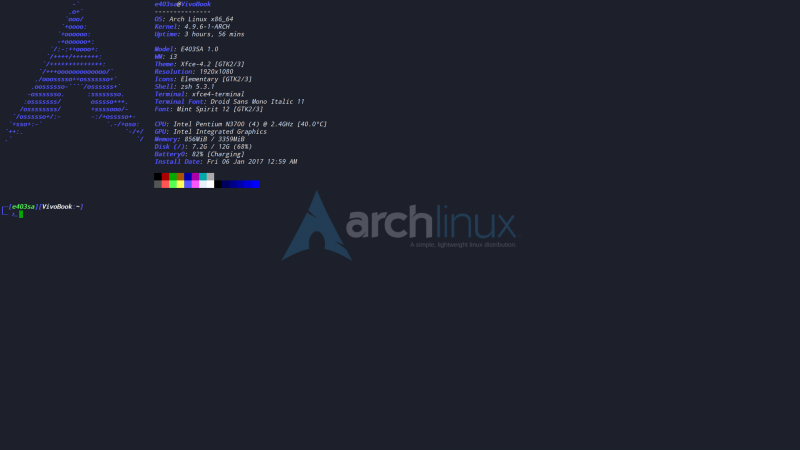 e403sa@VivoBook
---------------
OS: Arch Linux x86_64
Kernel: 4.9.6-1-ARCH
Uptime: 3 hours, 56 mins
Model: E403SA 1.0
WM: i3
Theme: Xfce-4.2 [GTK2/3]
Resolution: 1920x1080
Icons: Elementary [GTK2/3]
Shell: zsh 5.3.1
Terminal: xfce4-terminal
Terminal Font: Droid Sans Mono Italic 11
Font: Mint Spirit 12 [GTK2/3]
CPU: Intel Pentium N3700 (4) @ 2.4GHz [40.0°C]
GPU: Intel Integrated Graphics
Memory: 856MiB / 3359MiB
Disk (/): 7.2G / 12G (68%)
Battery0: 82% [Charging]
Install Date: Fri 06 Jan 2017 12:59 AM
[e403sa][VivoBook:~]
archlinux
A simple, lightweight linux distribution.